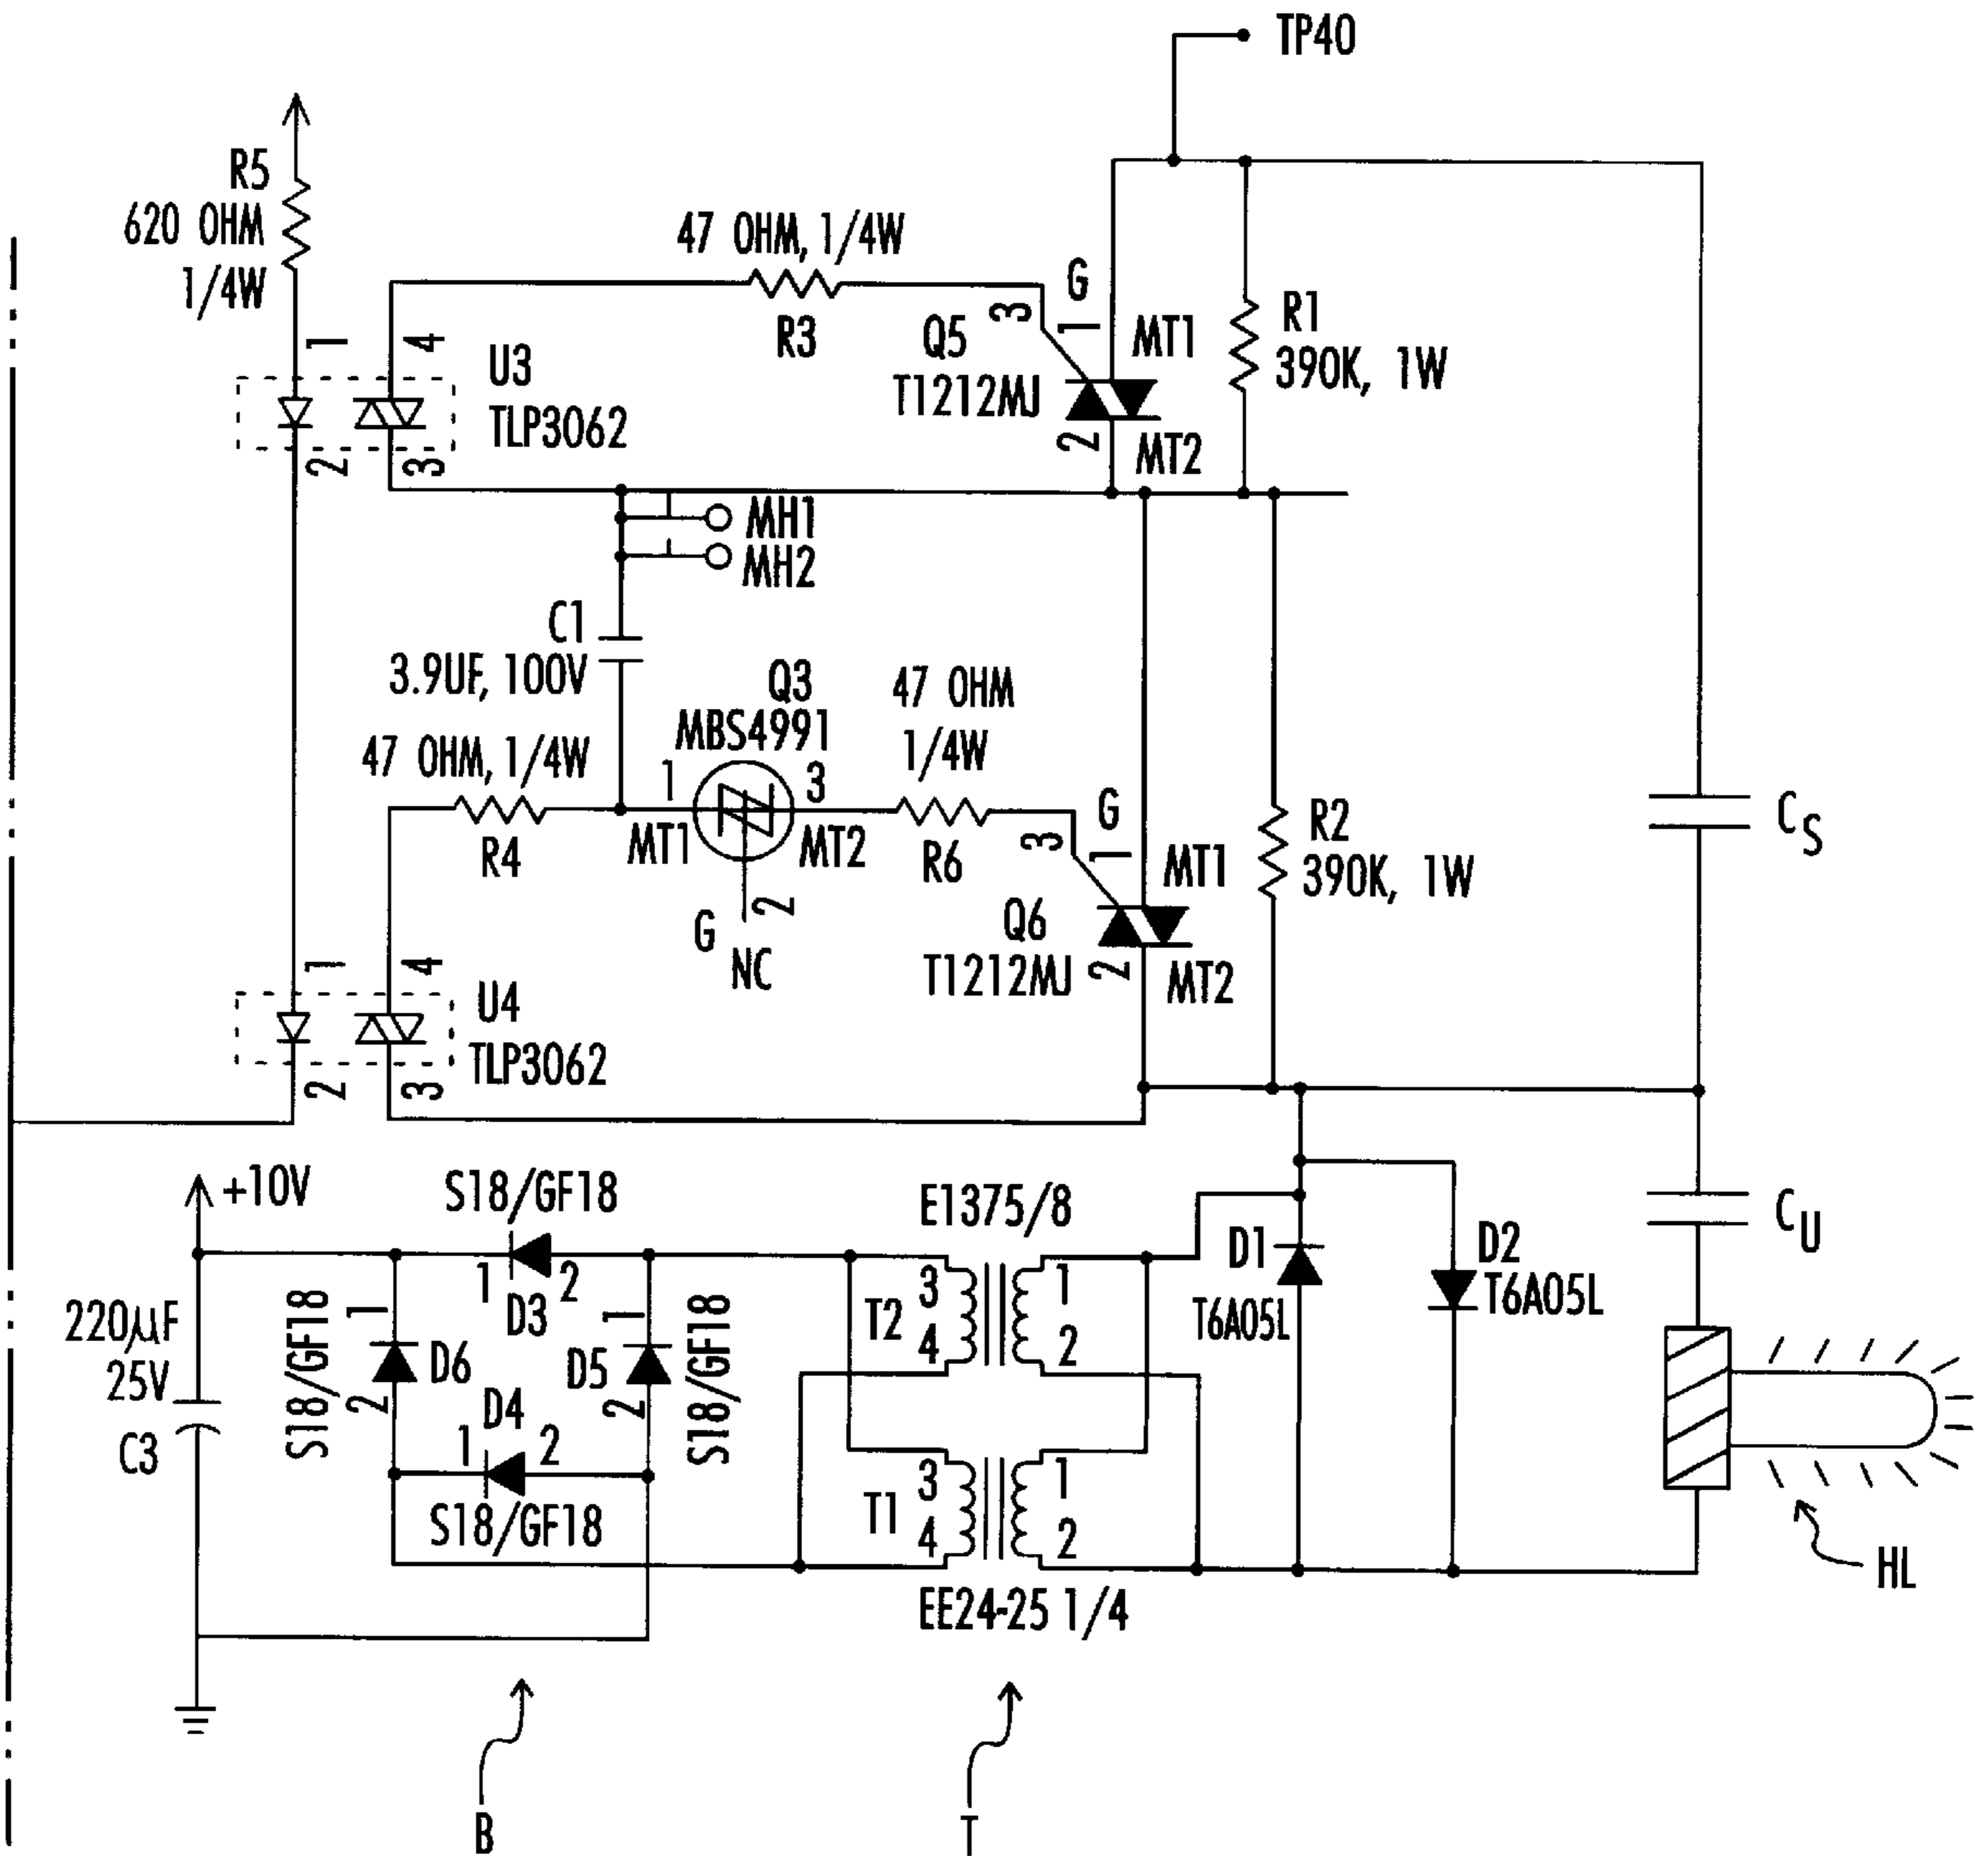 TP40
R5
620 OHM
1/4W
47 OHM, 1/4W
R3
G
3
1
Q5
T1212MJ
MT1
2
MT2
R1
390K, 1W
1
4
U3
TLP3062
2
3
MH1
MH2
C1
3.9UF, 100V
Q3
MBS4991
47 OHM
1/4W
47 OHM, 1/4W
R4
1
MT1
3
MT2
G
2
NC
R6
G
3
1
MT1
Q6
T1212MJ
2
MT2
R2
390K, 1W
CS
1
4
U4
TLP3062
2
3
+10V
S18/GF18
1
2
D3
220µF
25V
C3
S18/GF18
1
2
D6
D5
1
2
S18/GF18
D4
1
2
S18/GF18
E1375/8
T2
3
4
1
2
T1
3
4
1
2
EE24-25 1/4
D1
T6A05L
D2
T6A05L
CU
HL
B
T